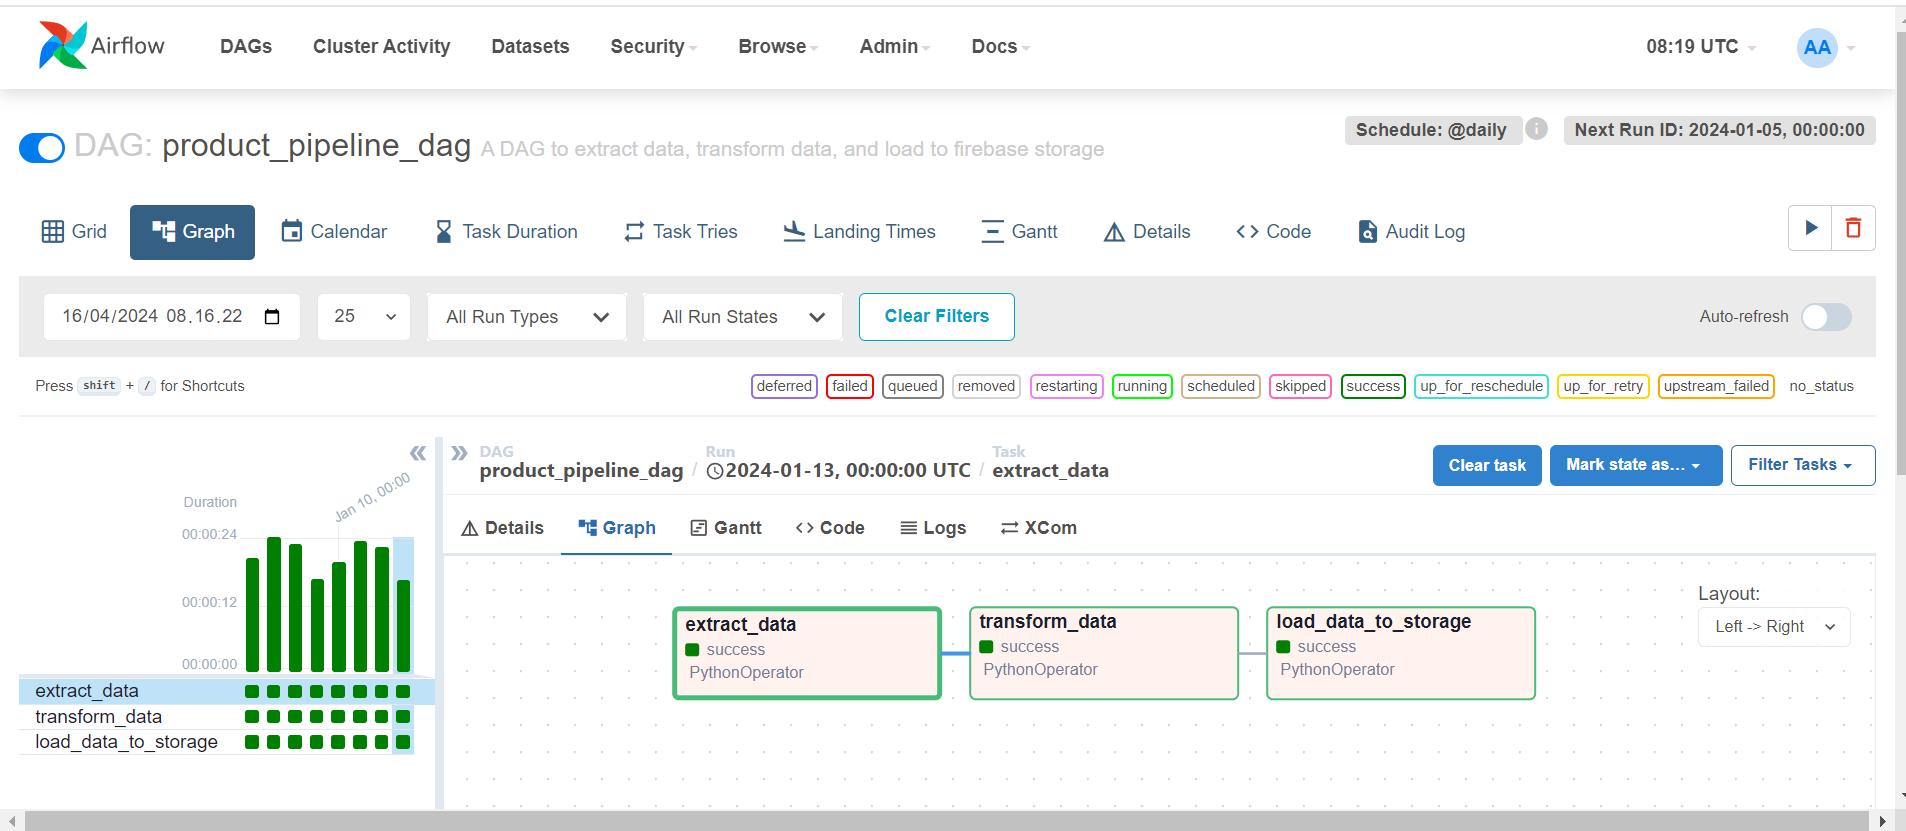 Airflow DAGs Cluster Activity Datasets Security Browse Admin Docs 08:19 UTC AA
DAG: product_pipeline_dag A DAG to extract data, transform data, and load to firebase storage
Schedule: @daily i Next Run ID: 2024-01-05, 00:00:00
Grid Graph Calendar Task Duration Task Tries Landing Times Gantt Details Code Audit Log
16/04/2024 08.16.22 25 All Run Types All Run States Clear Filters Auto-refresh
Press shift + / for Shortcuts
deferred failed queued removed restarting running scheduled skipped success up_for_reschedule up_for_retry upstream_failed no_status
Duration
Jan 10, 00:00
00:00:24
00:00:12
00:00:00
extract_data
transform_data
load_data_to_storage
DAG Run Task
product_pipeline_dag / 2024-01-13, 00:00:00 UTC / extract_data
Clear task Mark state as... Filter Tasks
Details Graph Gantt Code Logs XCom
extract_data
success
PythonOperator
transform_data
success
PythonOperator
load_data_to_storage
success
PythonOperator
Layout:
Left -> Right